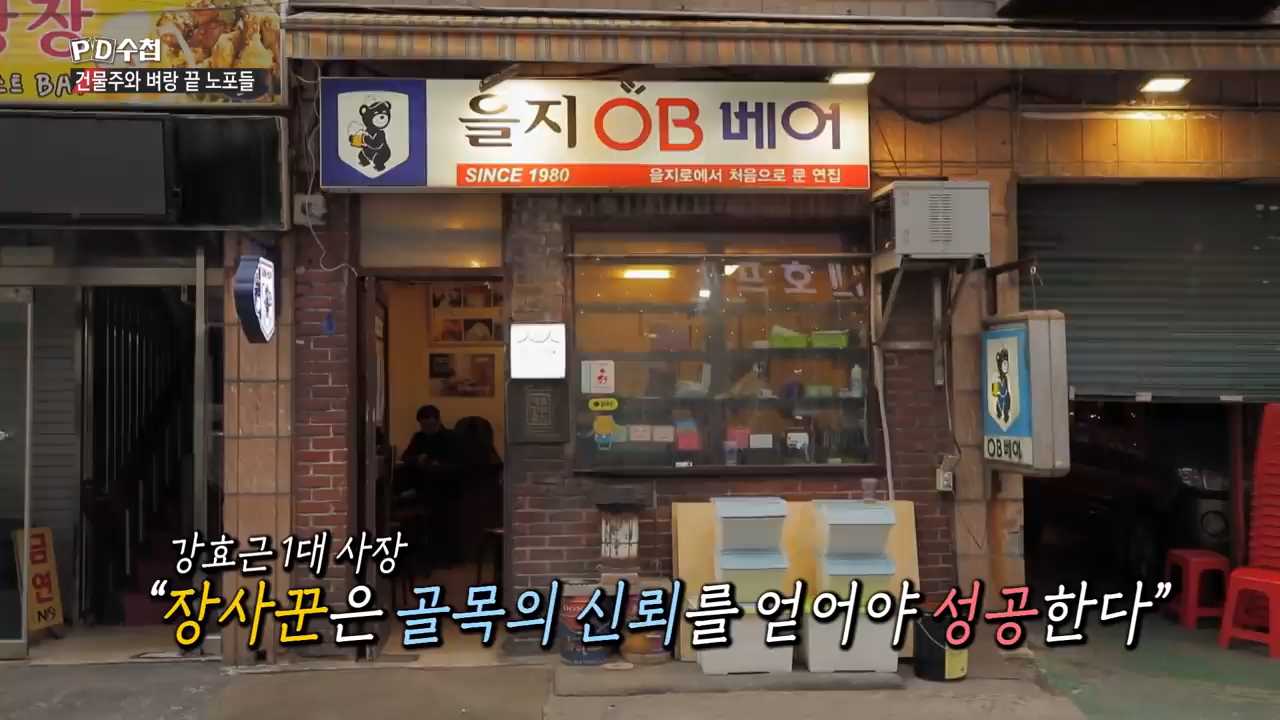 PD수첩
건물주와 벼랑 끝 노포들
을지 OB 베어
SINCE 1980
을지로에서 처음으로 문 연집
OB베어
금연
강효근 1대 사장
“장사꾼은 골목의 신뢰를 얻어야 성공한다”